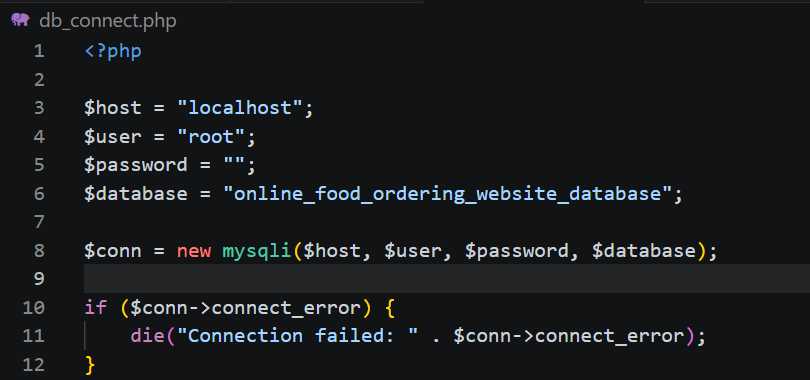 db_connect.php
1 <?php
2
3 $host = "localhost";
4 $user = "root";
5 $password = "";
6 $database = "online_food_ordering_website_database";
7
8 $conn = new mysqli($host, $user, $password, $database);
9
10 if ($conn->connect_error) {
11     die("Connection failed: " . $conn->connect_error);
12 }